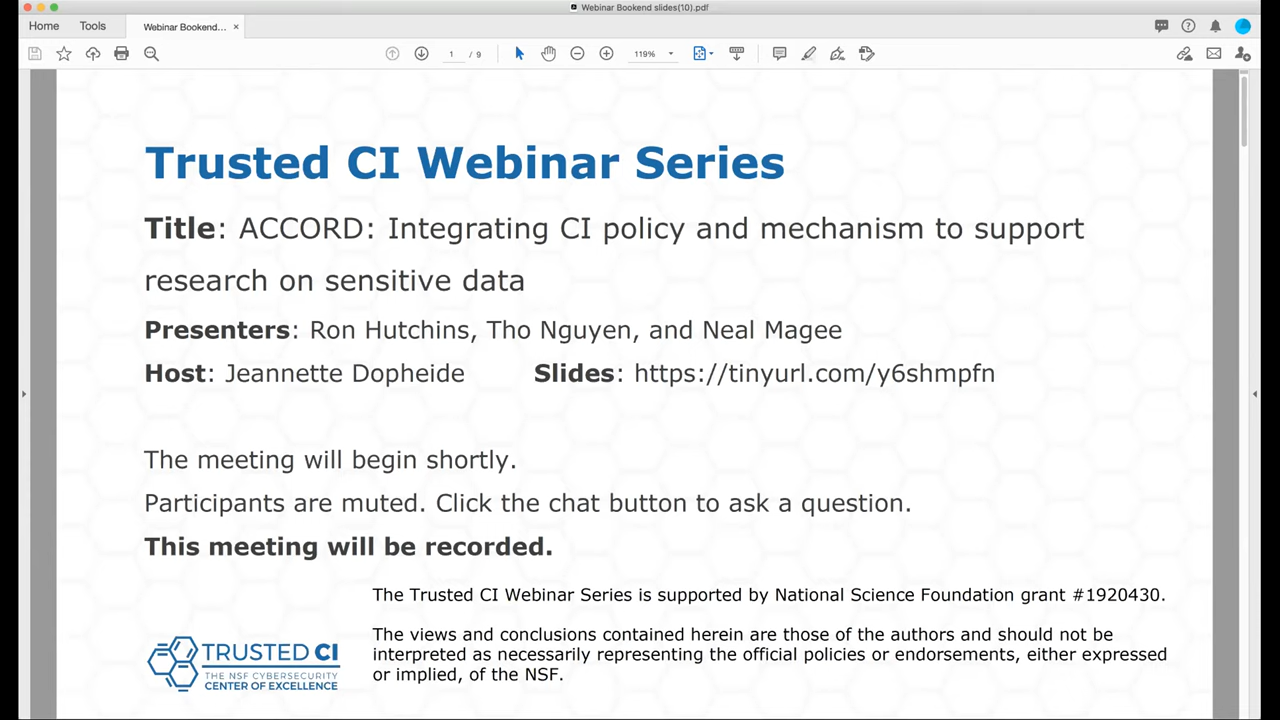 Webinar Bookend slides(10).pdf
Home Tools Webinar Bookend... ×
1 / 9 119%
Trusted CI Webinar Series
Title: ACCORD: Integrating CI policy and mechanism to support
research on sensitive data
Presenters: Ron Hutchins, Tho Nguyen, and Neal Magee
Host: Jeannette Dopheide Slides: https://tinyurl.com/y6shmpfn
The meeting will begin shortly.
Participants are muted. Click the chat button to ask a question.
This meeting will be recorded.
The Trusted CI Webinar Series is supported by National Science Foundation grant #1920430.
The views and conclusions contained herein are those of the authors and should not be
interpreted as necessarily representing the official policies or endorsements, either expressed
or implied, of the NSF.
TRUSTED CI
THE NSF CYBERSECURITY
CENTER OF EXCELLENCE